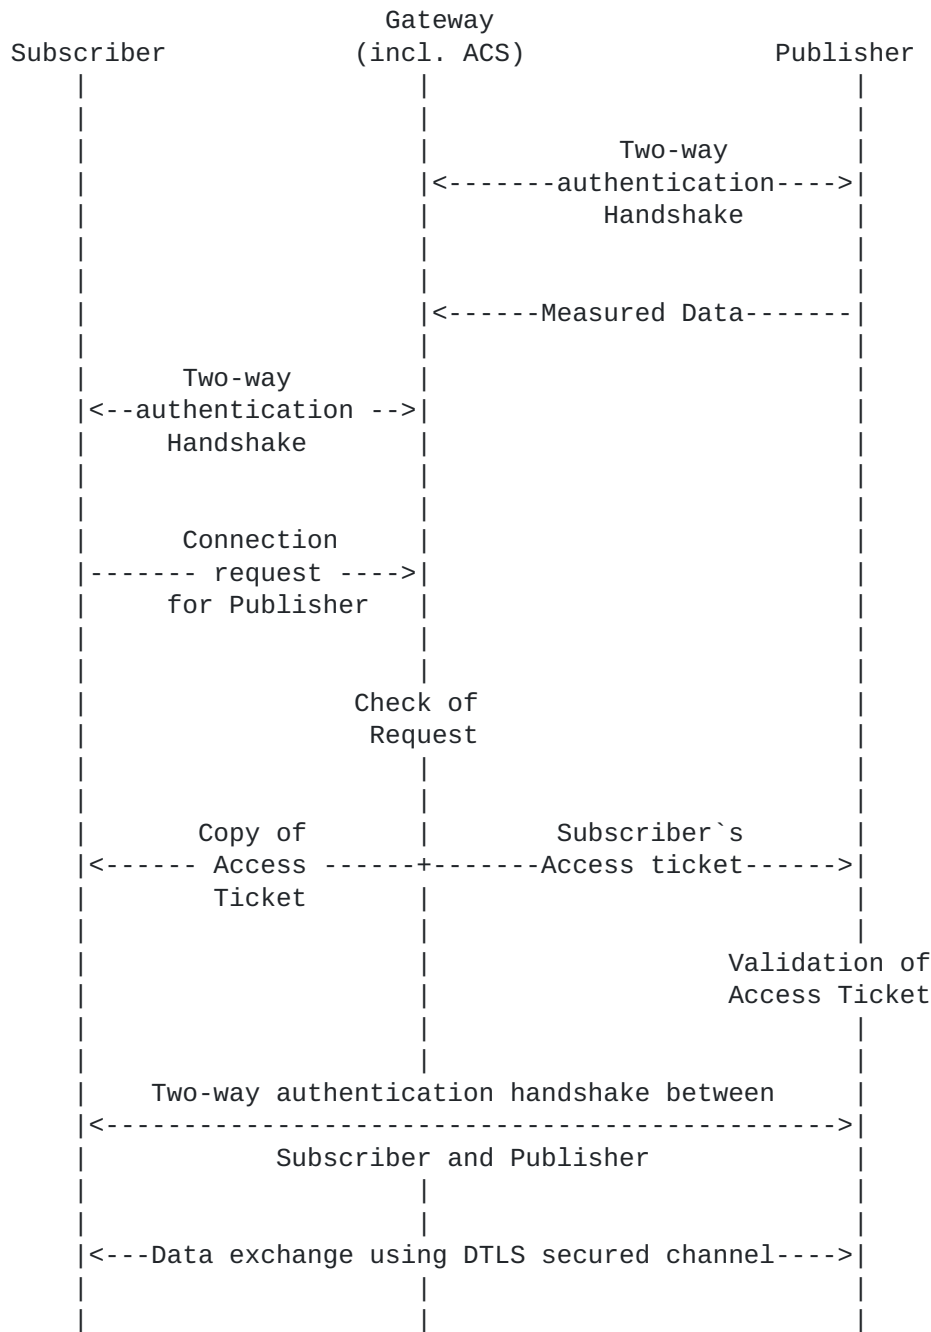 Gateway
Subscriber            (incl. ACS)                Publisher
    |                     |                           |
    |                     |                           |
    |                     |            Two-way        |
    |                     |<-------authentication---->|
    |                     |           Handshake       |
    |                     |                           |
    |                     |                           |
    |                     |<------Measured Data-------|
    |                     |                           |
    |      Two-way        |                           |
    |<--authentication -->|                           |
    |     Handshake       |                           |
    |                     |                           |
    |                     |                           |
    |      Connection     |                           |
    |------- request ---->|                           |
    |     for Publisher   |                           |
    |                     |                           |
    |                     |                           |
    |                 Check of                        |
    |                  Request                        |
    |                     |                           |
    |                     |                           |
    |       Copy of       |        Subscriber`s       |
    |<------ Access ------+-------Access ticket------>|
    |        Ticket       |                           |
    |                     |                           |
    |                     |                   Validation of
    |                     |                   Access Ticket
    |                     |                           |
    |                     |                           |
    |    Two-way authentication handshake between     |
    |<----------------------------------------------->|
    |            Subscriber and Publisher             |
    |                     |                           |
    |                     |                           |
    |<---Data exchange using DTLS secured channel---->|
    |                     |                           |
    |                     |                           |